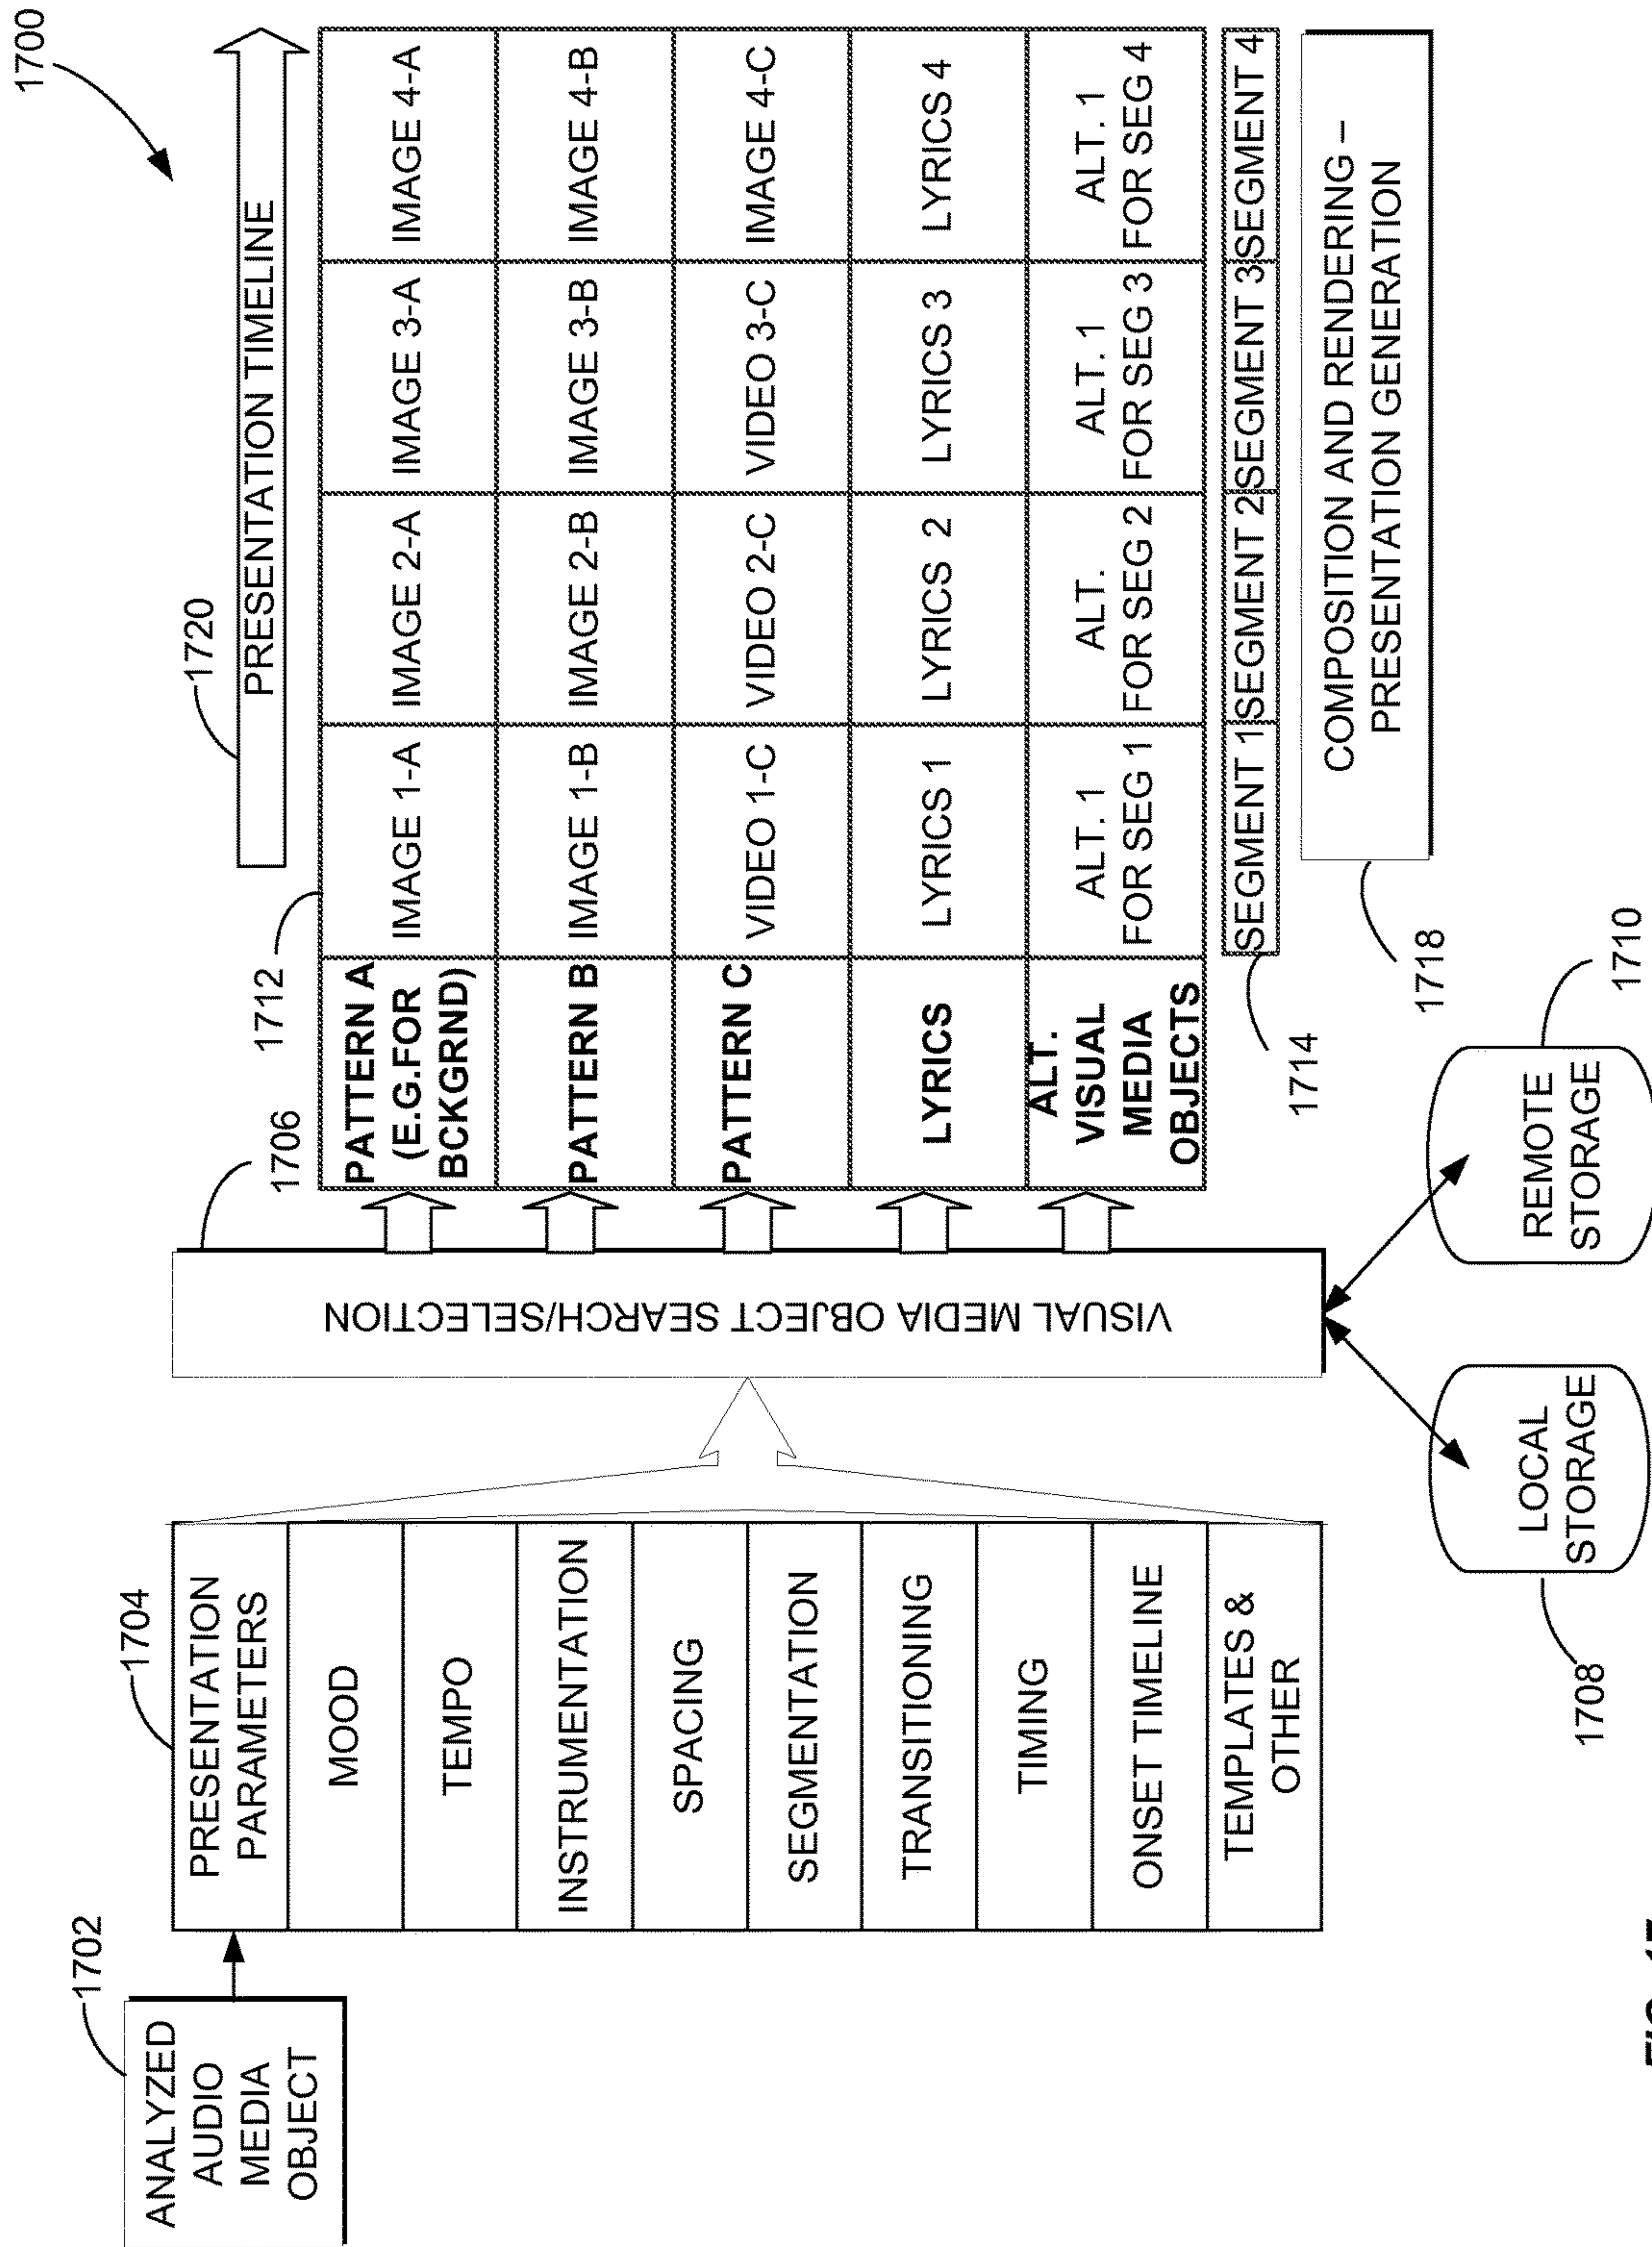 1700
1720
PRESENTATION TIMELINE
1702
ANALYZED
AUDIO
MEDIA
OBJECT
1704
PRESENTATION
PARAMETERS
MOOD
TEMPO
INSTRUMENTATION
SPACING
SEGMENTATION
TRANSITIONING
TIMING
ONSET TIMELINE
TEMPLATES &
OTHER
1706
VISUAL MEDIA OBJECT SEARCH/SELECTION
1708
LOCAL
STORAGE
1710
REMOTE
STORAGE
1712
PATTERN A
(E.G.FOR
BCKGRND)
IMAGE 1-A
IMAGE 2-A
IMAGE 3-A
IMAGE 4-A
PATTERN B
IMAGE 1-B
IMAGE 2-B
IMAGE 3-B
IMAGE 4-B
PATTERN C
VIDEO 1-C
VIDEO 2-C
VIDEO 3-C
IMAGE 4-C
LYRICS
LYRICS 1
LYRICS 2
LYRICS 3
LYRICS 4
ALT.
VISUAL
MEDIA
OBJECTS
ALT. 1
FOR SEG 1
ALT.
FOR SEG 2
ALT. 1
FOR SEG 3
ALT. 1
FOR SEG 4
1714
SEGMENT 1
SEGMENT 2
SEGMENT 3
SEGMENT 4
1718
COMPOSITION AND RENDERING –
PRESENTATION GENERATION
FIG. 17